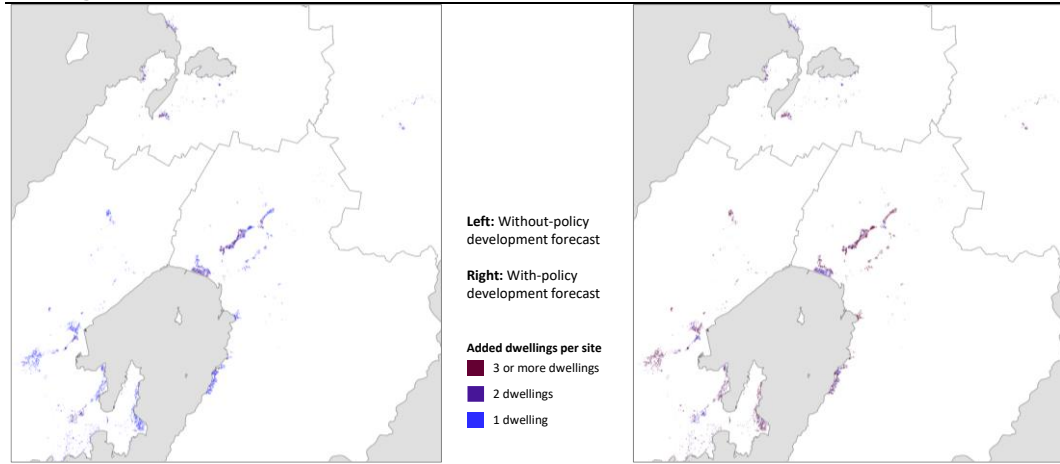 Left: Without-policy
development forecast
Right: With-policy
development forecast
Added dwellings per site
3 or more dwellings
2 dwellings
1 dwelling